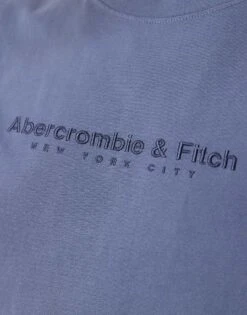 Abercrombie & Fitch
NEW YORK CITY